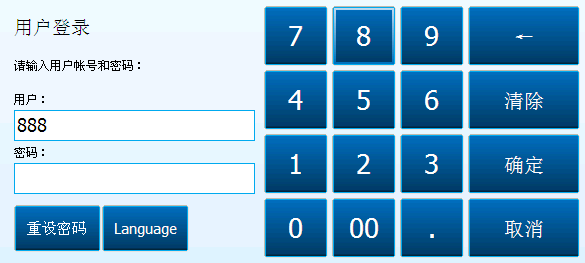 用户登录
请输入用户帐号和密码：
用户：
888
密码：
重设密码 Language
7 8 9 ←
4 5 6 清除
1 2 3 确定
0 00 . 取消